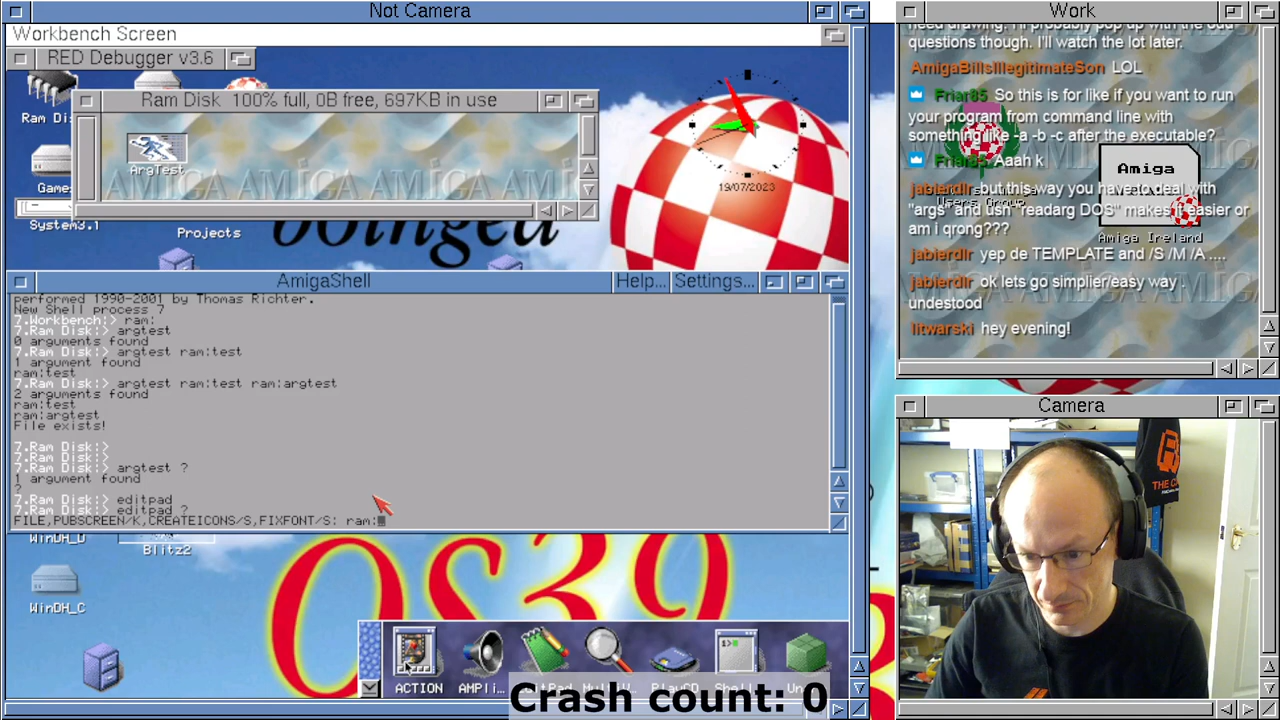 Not Camera
Workbench Screen
RED Debugger v3.6
Ram Disk 100% full, 0B free, 697KB in use
ArgTest
19/07/2023
System3.1
Projects
AmigaShell
Help...
Settings...
performed 1990-2001 by Thomas Richter.
New Shell process 7
7.Workbench:> ram:
7.Ram Disk:> argtest
0 arguments found
7.Ram Disk:> argtest ram:test
1 argument found
ram:test
7.Ram Disk:> argtest ram:test ram:argtest
2 arguments found
ram:test
ram:argtest
File exists!
7.Ram Disk:>
7.Ram Disk:>
7.Ram Disk:> argtest ?
1 argument found
?
7.Ram Disk:> editpad
7.Ram Disk:> editpad ?
FILE,PUBSCREEN/K,CREATEICONS/S,FIXFONT/S: ram:
WinDH_D
Blitz2
WinDH_C
OS39
ACTION
AMPli...
PlayCD
Crash count: 0
Work
questions though. I'll watch the lot later.
AmigaBillsIllegitimateSon LOL
Friar85 So this is for like if you want to run
your program from command line with
something like -a -b -c after the executable?
Friar85 Aaah k
jabierdlr but this way you have to deal with
"args" and usn "readarg DOS" makes it easier or
am i qrong???
jabierdlr yep de TEMPLATE and /S /M /A ....
jabierdlr ok lets go simplier/easy way .
undestood
litwarski hey evening!
Amiga
Amiga Ireland
Camera
THE C